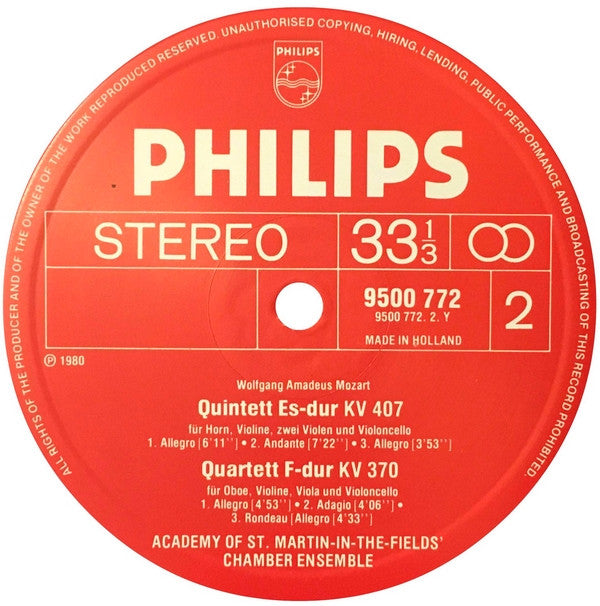 ALL RIGHTS OF THE PRODUCER AND OF THE OWNER OF THE WORK REPRODUCED RESERVED. UNAUTHORISED COPYING, HIRING, LENDING, PUBLIC PERFORMANCE AND BROADCASTING OF THIS RECORD PROHIBITED.
PHILIPS
PHILIPS
STEREO
33 1/3
9500 772
9500 772. 2. Y
MADE IN HOLLAND
2
℗ 1980
Wolfgang Amadeus Mozart
Quintett Es-dur KV 407
für Horn, Violine, zwei Violen und Violoncello
1. Allegro [6'11''] • 2. Andante [7'22''] • 3. Allegro [3'53'']
Quartett F-dur KV 370
für Oboe, Violine, Viola und Violoncello
1. Allegro [4'53''] • 2. Adagio [4'06''] •
3. Rondeau [Allegro [4'33'']
ACADEMY OF ST. MARTIN-IN-THE-FIELDS'
CHAMBER ENSEMBLE